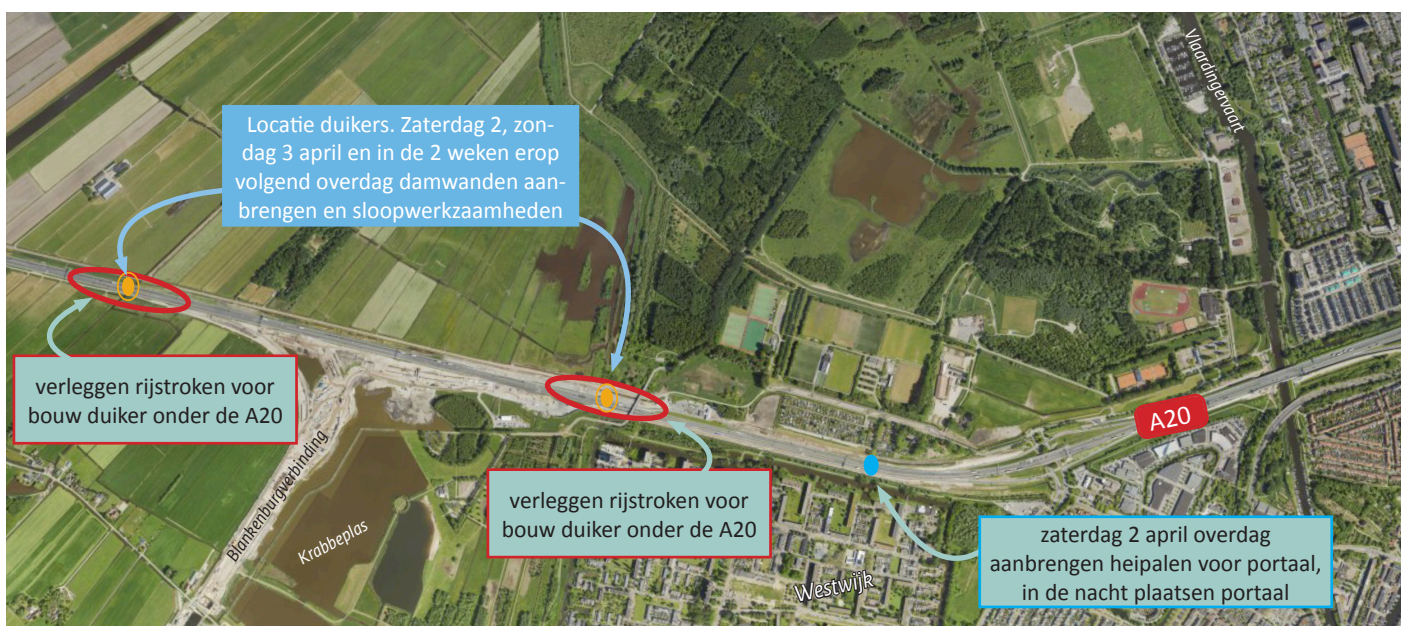 Vlaardingervaart
Locatie duikers. Zaterdag 2, zon-
dag 3 april en in de 2 weken erop
volgend overdag damwanden aan-
brengen en sloopwerkzaamheden
verleggen rijstroken voor
bouw duiker onder de A20
A20
Blankenburgverbinding
Krabbeplas
verleggen rijstroken voor
bouw duiker onder de A20
Westwijk
zaterdag 2 april overdag
aanbrengen heipalen voor portaal,
in de nacht plaatsen portaal